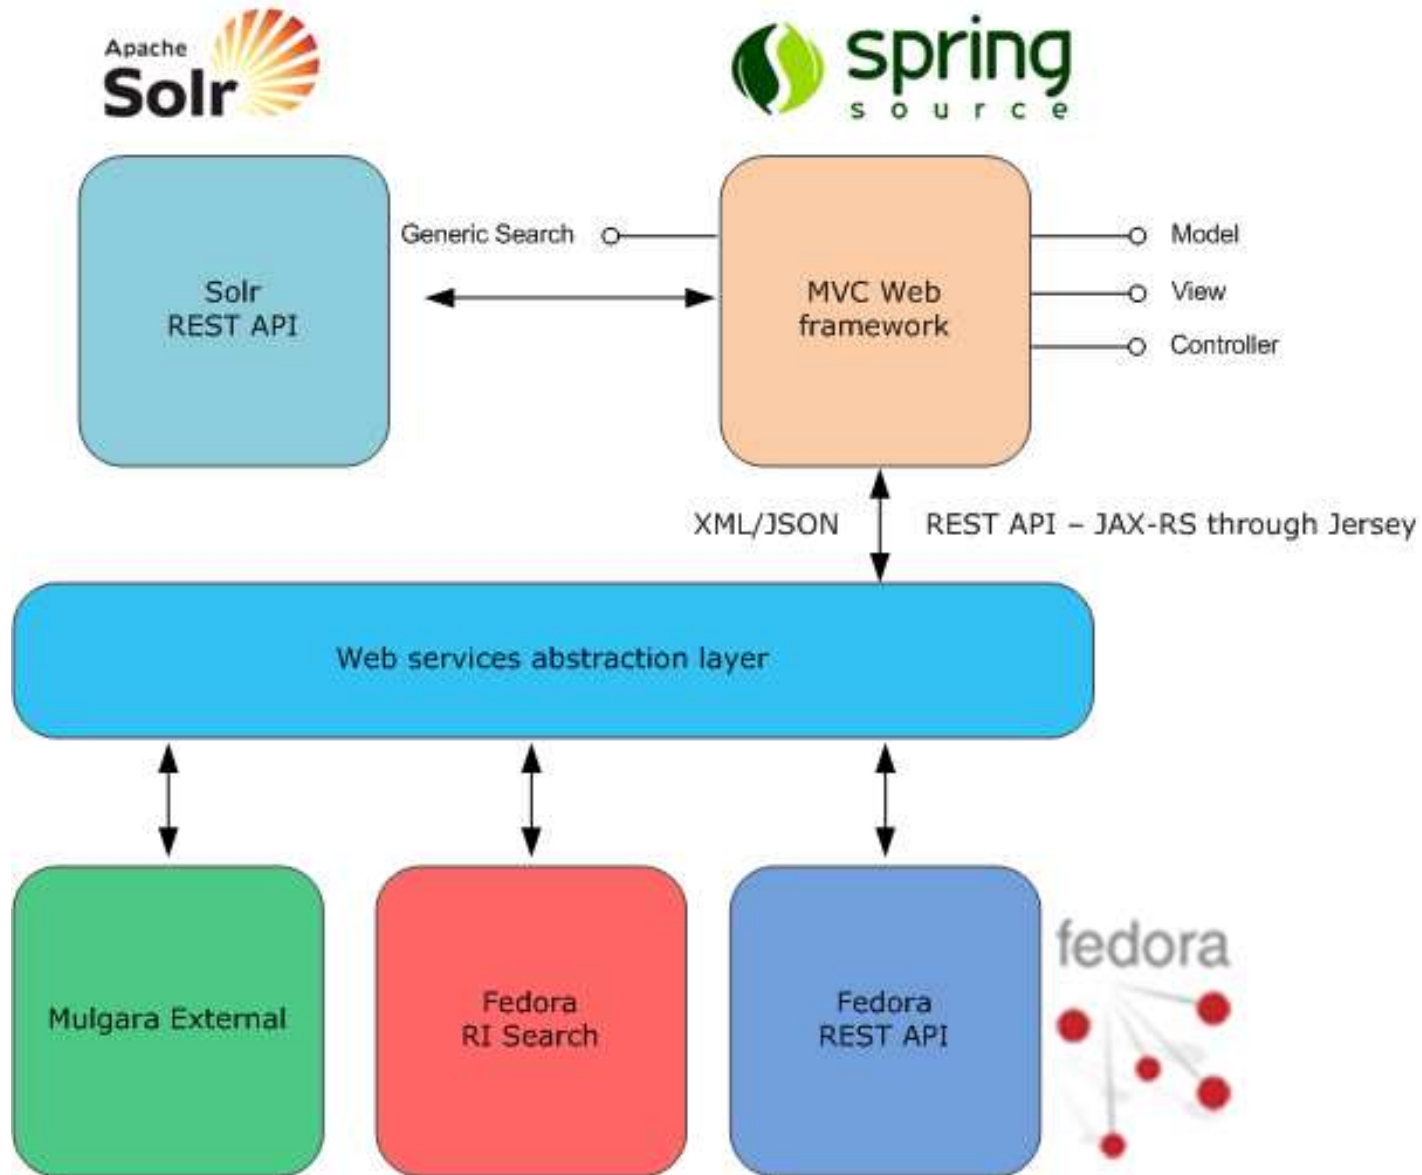 Apache
Solr
spring
source
Generic Search
Model
Solr
REST API
MVC Web
framework
View
Controller
XML/JSON
REST API – JAX-RS through Jersey
Web services abstraction layer
Mulgara External
Fedora
RI Search
Fedora
REST API
fedora